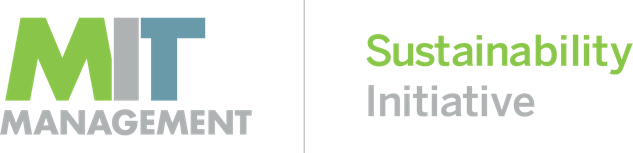 MIT
MANAGEMENT
Sustainability
Initiative